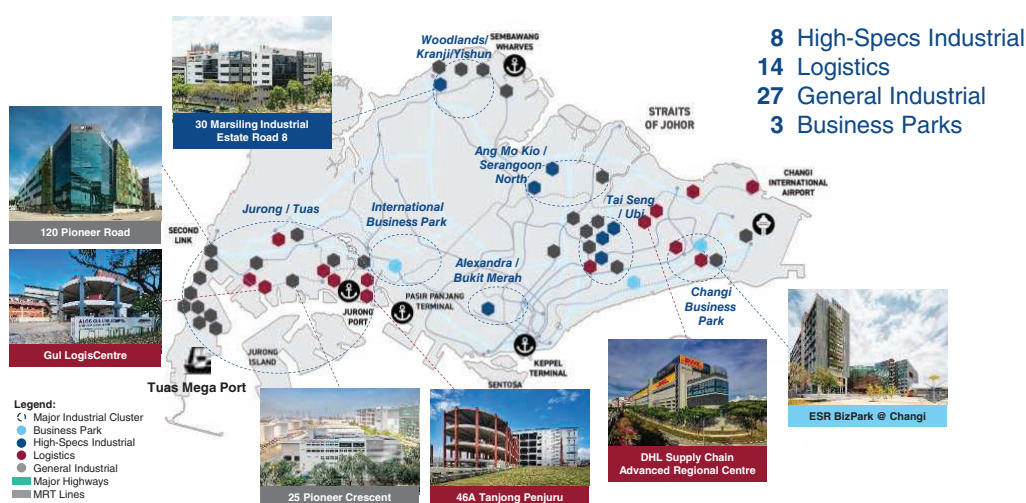 8 High-Specs Industrial
14 Logistics
27 General Industrial
3 Business Parks
Woodlands/
Kranji/Yishun
SEMBAWANG
WHARVES
STRAITS
OF JOHOR
30 Marsiling Industrial
Estate Road 8
Ang Mo Kio /
Serangoon
North
CHANGI
INTERNATIONAL
AIRPORT
120 Pioneer Road
Jurong / Tuas
International
Business Park
Tai Seng
/ Ubi
SECOND
LINK
Alexandra /
Bukit Merah
Changi
Business
Park
PASIR PANJANG
TERMINAL
JURONG
PORT
Gul LogisCentre
JURONG
ISLAND
KEPPEL
TERMINAL
SENTOSA
Tuas Mega Port
ESR BizPark @ Changi
DHL Supply Chain
Advanced Regional Centre
25 Pioneer Crescent
46A Tanjong Penjuru
Legend:
Major Industrial Cluster
Business Park
High-Specs Industrial
Logistics
General Industrial
Major Highways
MRT Lines